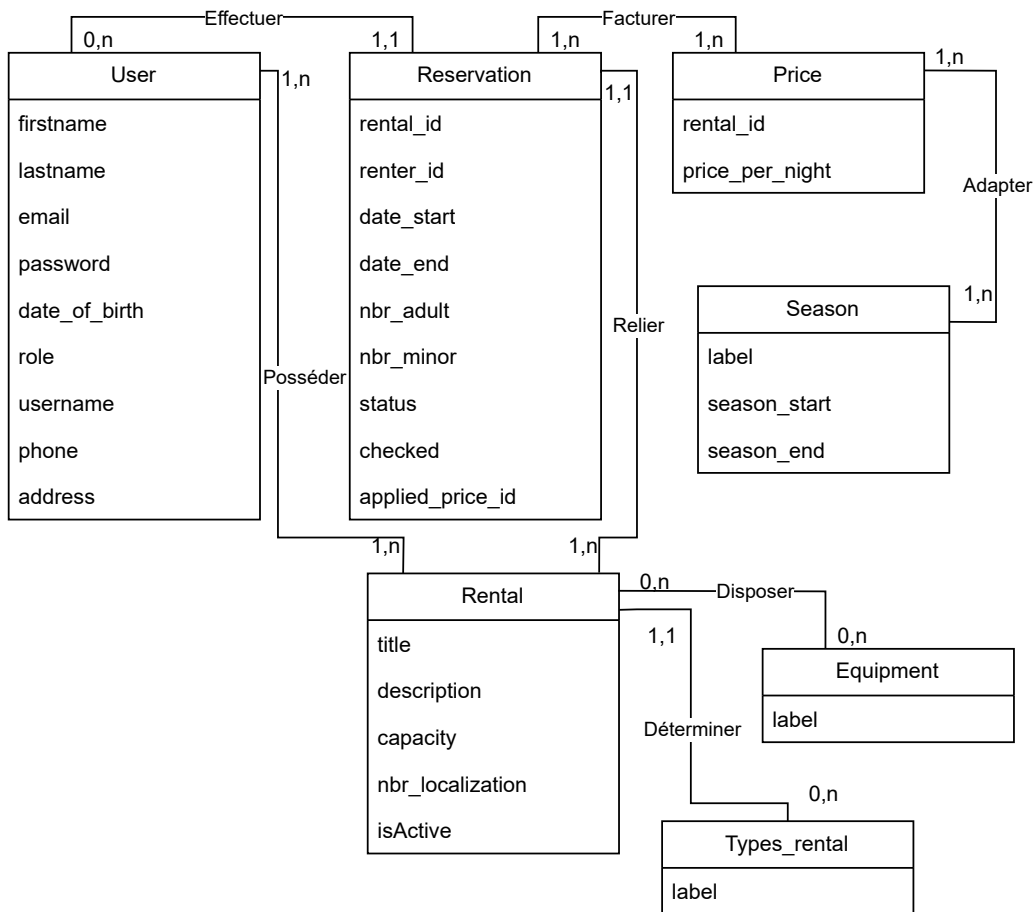 Effectuer
Facturer
0,n
1,1
1,n
1,n
User
firstname
lastname
email
password
date_of_birth
role
username
phone
address
1,n
Reservation
rental_id
renter_id
date_start
date_end
nbr_adult
nbr_minor
status
checked
applied_price_id
1,1
Price
rental_id
price_per_night
1,n
Adapter
1,n
Season
label
season_start
season_end
Relier
Posséder
1,n
1,n
Rental
title
description
capacity
nbr_localization
isActive
0,n
Disposer
1,1
0,n
Equipment
label
Déterminer
0,n
Types_rental
label